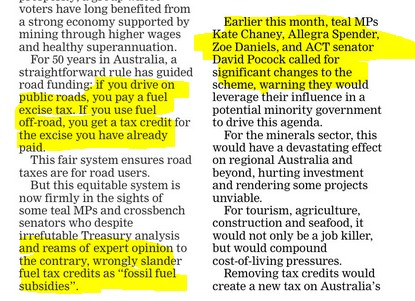 voters have long benefited from
a strong economy supported by
mining through higher wages
and healthy superannuation.
For 50 years in Australia, a
straightforward rule has guided
road funding: if you drive on
public roads, you pay a fuel
excise tax. If you use fuel
off-road, you get a tax credit for
the excise you have already
paid.
This fair system ensures road
taxes are for road users.
But this equitable system is
now firmly in the sights of
some teal MPs and crossbench
senators who despite
irrefutable Treasury analysis
and reams of expert opinion to
the contrary, wrongly slander
fuel tax credits as “fossil fuel
subsidies”.
Earlier this month, teal MPs
Kate Chaney, Allegra Spender,
Zoe Daniels, and ACT senator
David Pocock called for
significant changes to the
scheme, warning they would
leverage their influence in a
potential minority government
to drive this agenda.
For the minerals sector, this
would have a devastating effect
on regional Australia and
beyond, hurting investment
and rendering some projects
unviable.
For tourism, agriculture,
construction and seafood, it
would not only be a job killer,
but would compound
cost-of-living pressures.
Removing tax credits would
create a new tax on Australia’s